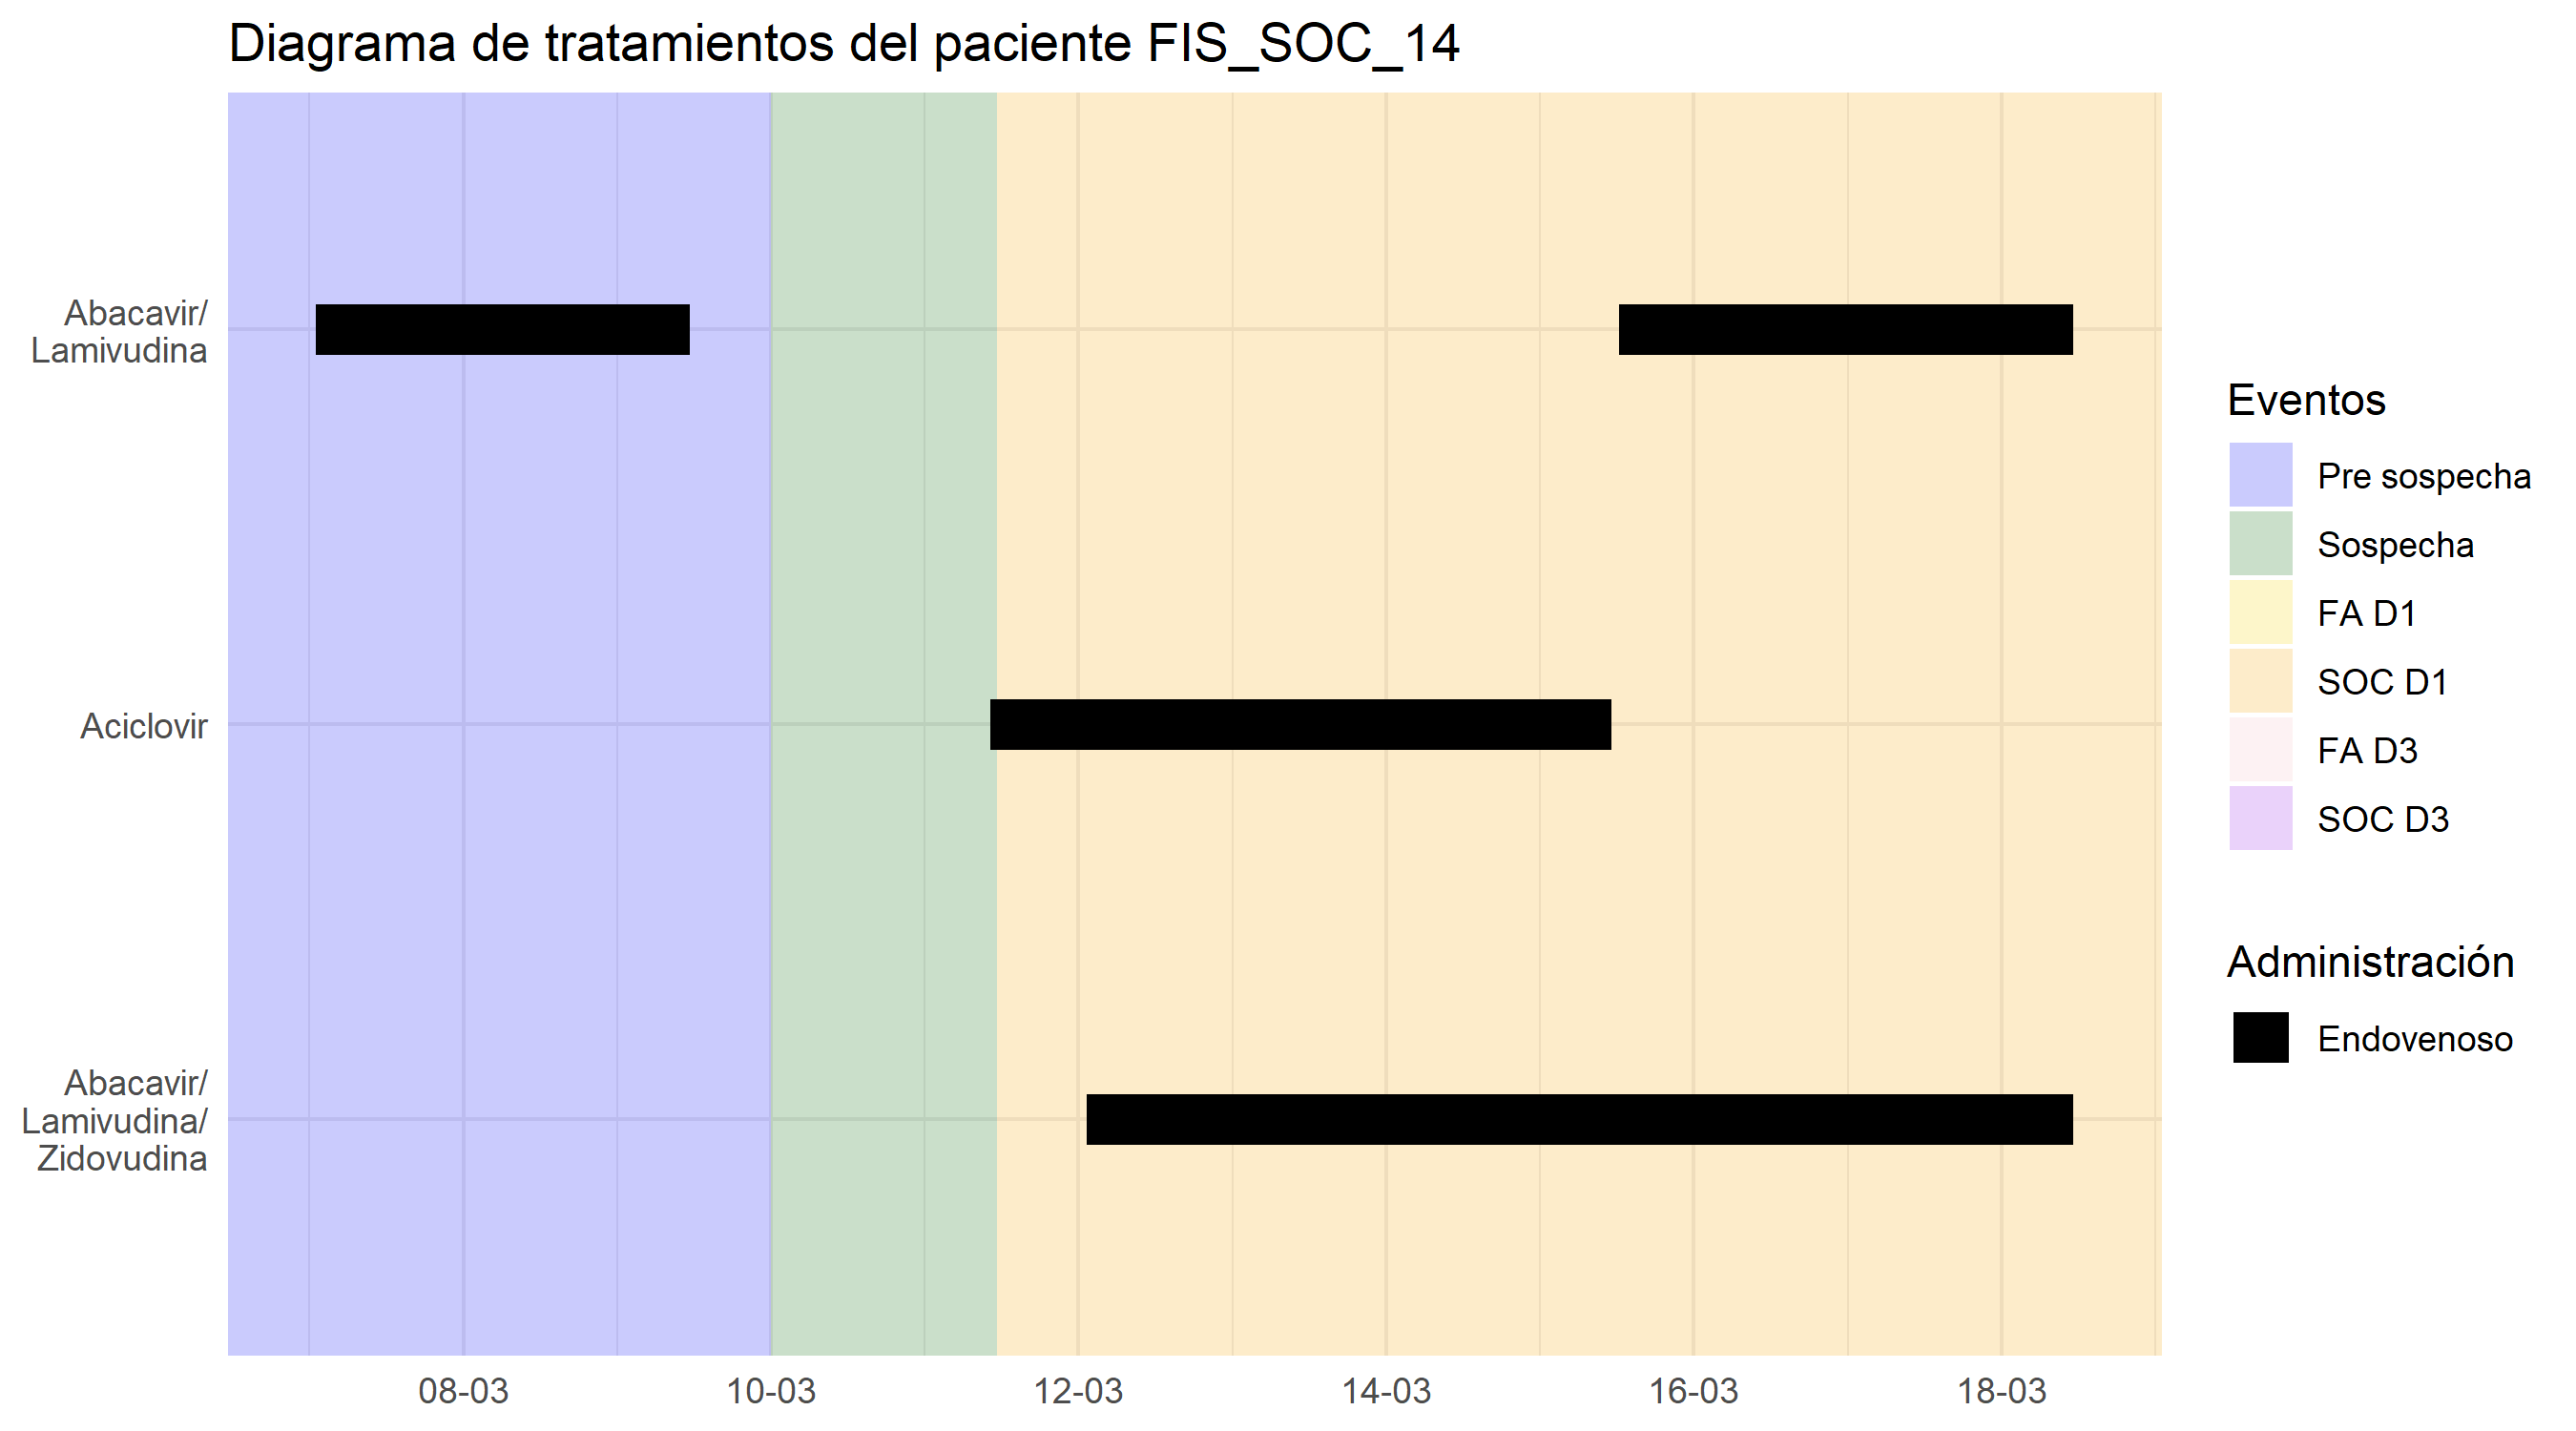 Diagrama de tratamientos del paciente FIS_SOC_14
Abacavir/
Lamivudina
Aciclovir
Abacavir/
Lamivudina/
Zidovudina
08-03
10-03
12-03
14-03
16-03
18-03
Eventos
Pre sospecha
Sospecha
FA D1
SOC D1
FA D3
SOC D3
Administración
Endovenoso